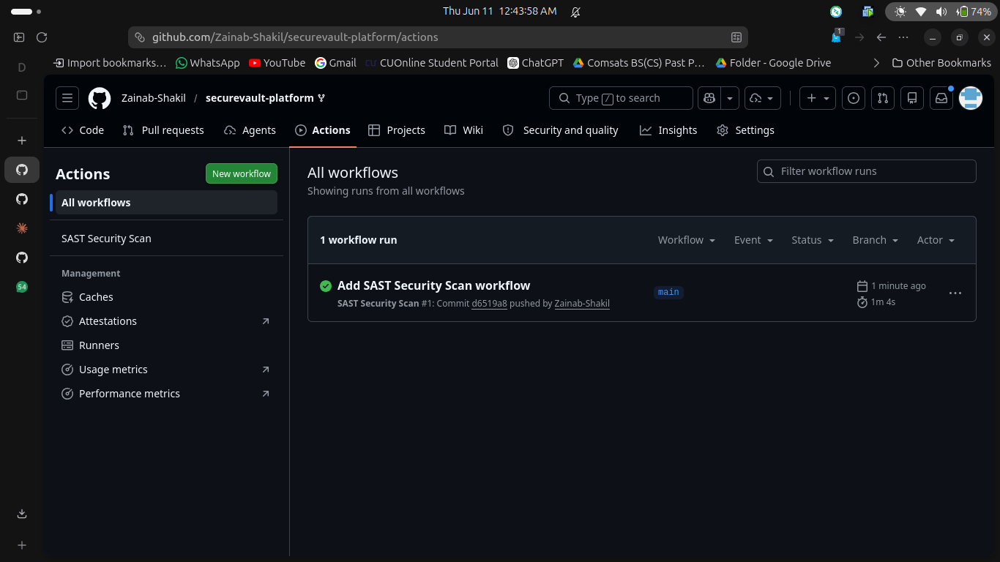 Thu Jun 11 12:43:58 AM
74%
github.com/Zainab-Shakil/securevault-platform/actions
1
Import bookmarks…
WhatsApp
YouTube
Gmail
CU CUOnline Student Portal
ChatGPT
Comsats BS(CS) Past P…
Folder - Google Drive
Other Bookmarks
D
54
Zainab-Shakil / securevault-platform
Type / to search
Code
Pull requests
Agents
Actions
Projects
Wiki
Security and quality
Insights
Settings
Actions
New workflow
All workflows
SAST Security Scan
Management
Caches
Attestations
Runners
Usage metrics
Performance metrics
All workflows
Showing runs from all workflows
Filter workflow runs
1 workflow run
Workflow
Event
Status
Branch
Actor
Add SAST Security Scan workflow
SAST Security Scan #1: Commit d6519a8 pushed by Zainab-Shakil
main
1 minute ago
1m 4s